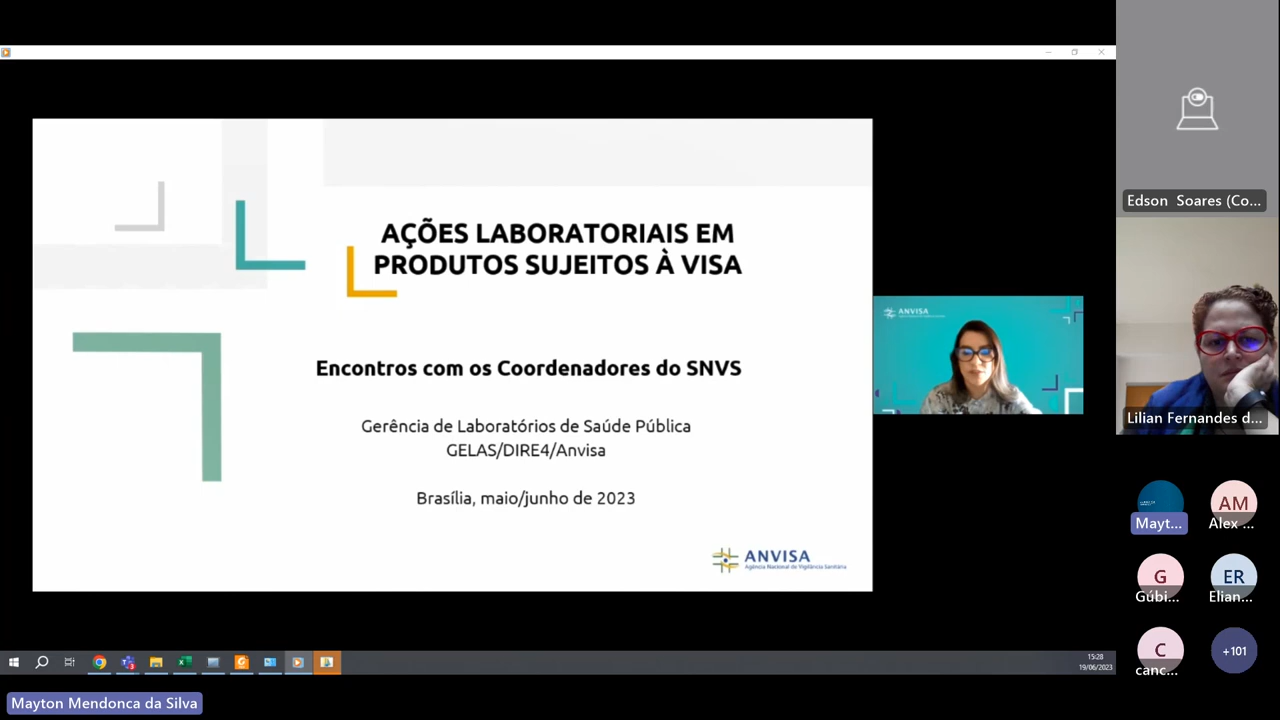 AÇÕES LABORATORIAIS EM
PRODUTOS SUJEITOS À VISA
Encontros com os Coordenadores do SNVS
Gerência de Laboratórios de Saúde Pública
GELAS/DIRE4/Anvisa
Brasília, maio/junho de 2023
ANVISA
Agência Nacional de Vigilância Sanitária
ANVISA
Edson Soares (Co...
Lilian Fernandes d...
Mayt...
AM
Alex ...
G
Gúbi...
ER
Elian...
C
canc...
+101
15:28
19/06/2023
Mayton Mendonca da Silva